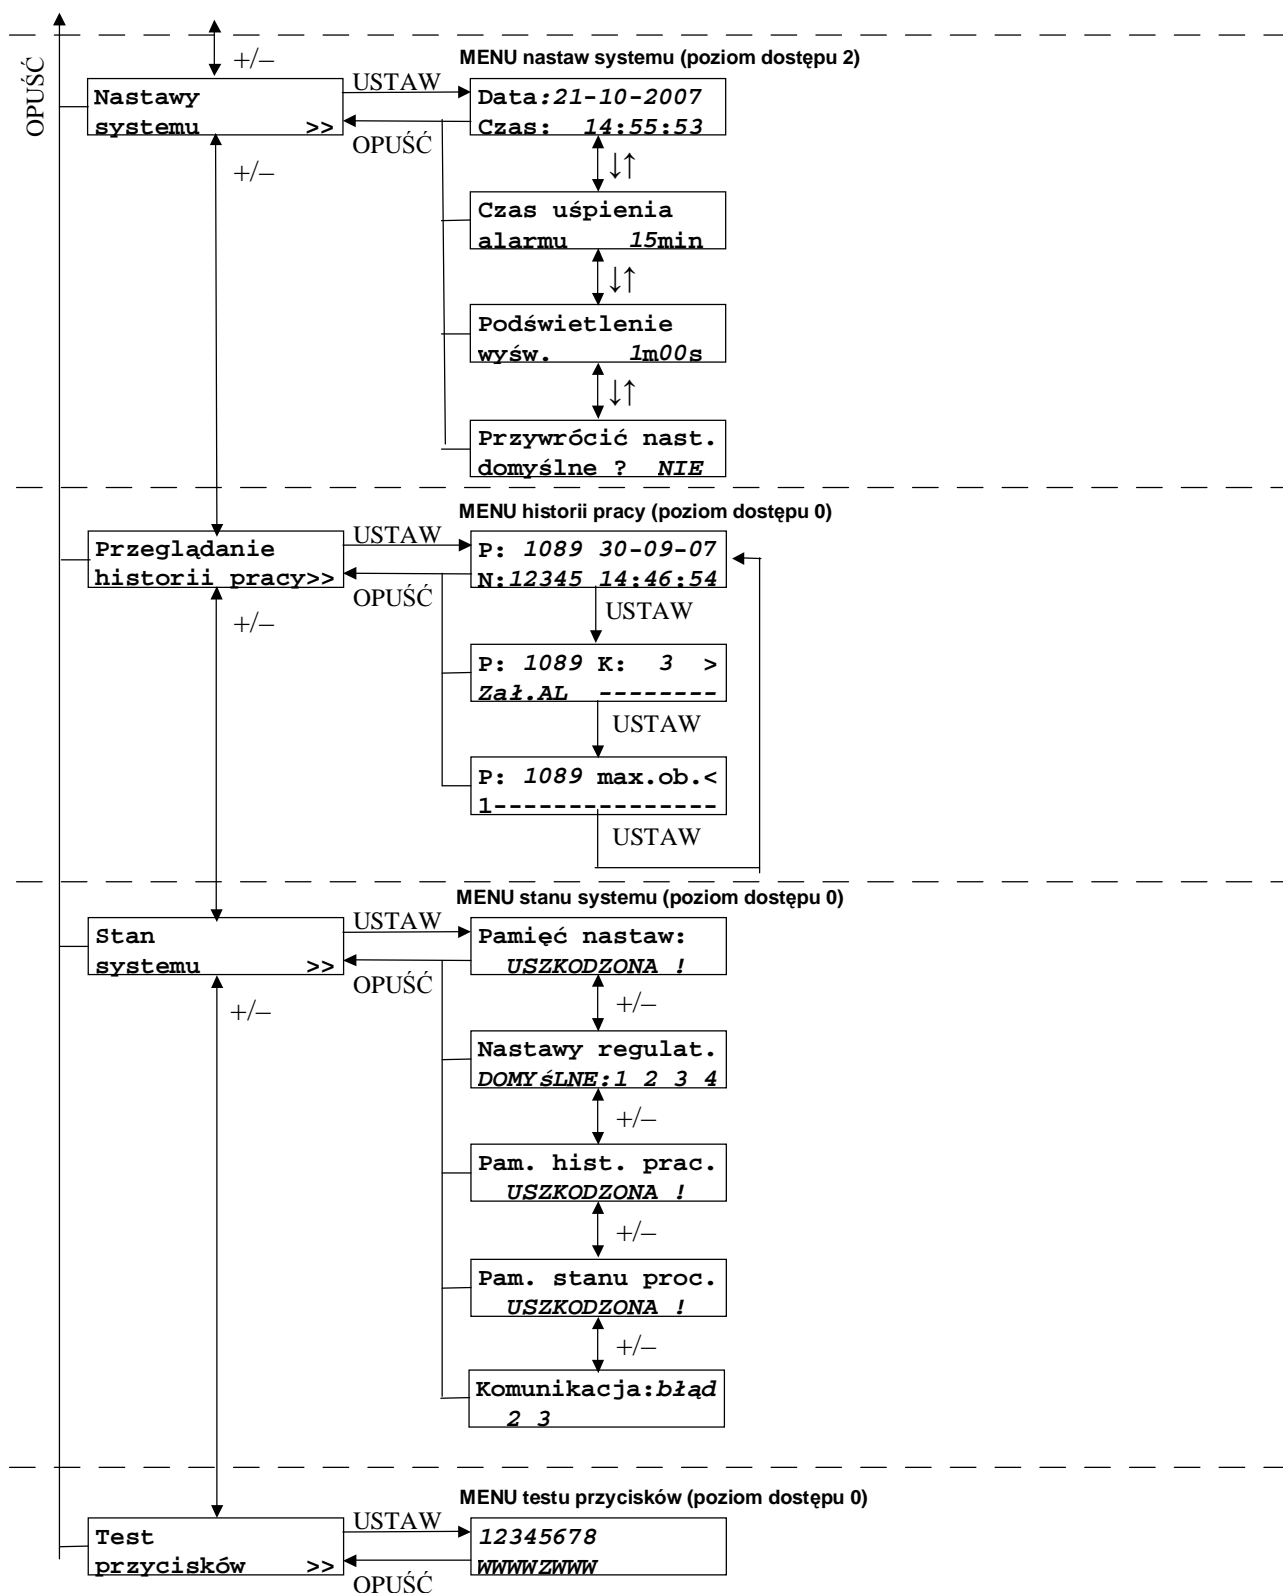 OPUŚĆ
+/–
MENU nastaw systemu (poziom dostępu 2)
Nastawy
systemu >>
USTAW
OPUŚĆ
Data:21-10-2007
Czas: 14:55:53
+/–
↓↑
Czas uśpienia
alarmu 15min
↓↑
Podświetlenie
wyśw. 1m00s
↓↑
Przywrócić nast.
domyślne ? NIE
MENU historii pracy (poziom dostępu 0)
Przeglądanie
historii pracy>>
USTAW
OPUŚĆ
P: 1089 30-09-07
N:12345 14:46:54
+/–
USTAW
P: 1089 K: 3 >
Zał.AL --------
USTAW
P: 1089 max.ob.<
1---------------
USTAW
MENU stanu systemu (poziom dostępu 0)
Stan
systemu >>
USTAW
OPUŚĆ
Pamięć nastaw:
USZKODZONA !
+/–
+/–
Nastawy regulat.
DOMYŚLNE:1 2 3 4
+/–
Pam. hist. prac.
USZKODZONA !
+/–
Pam. stanu proc.
USZKODZONA !
+/–
Komunikacja:błąd
2 3
MENU testu przycisków (poziom dostępu 0)
Test
przycisków >>
USTAW
OPUŚĆ
12345678
WWWWZWWW